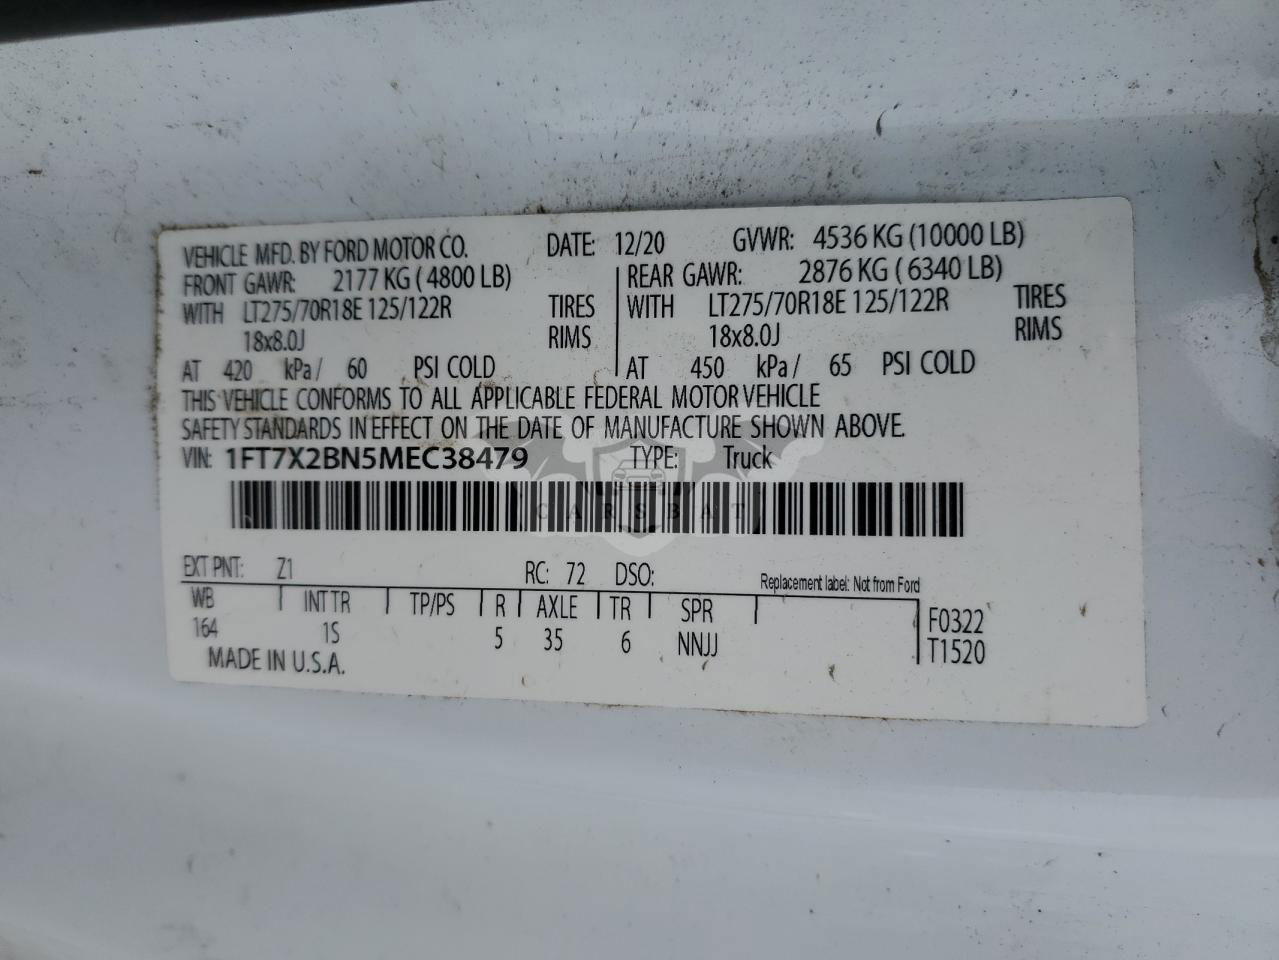 VEHICLE MFD. BY FORD MOTOR CO. DATE: 12/20 GVWR: 4536 KG (10000 LB)
FRONT GAWR: 2177 KG ( 4800 LB) REAR GAWR: 2876 KG ( 6340 LB)
WITH LT275/70R18E 125/122R TIRES WITH LT275/70R18E 125/122R TIRES
18x8.0J RIMS 18x8.0J RIMS
AT 420 kPa / 60 PSI COLD AT 450 kPa / 65 PSI COLD
THIS VEHICLE CONFORMS TO ALL APPLICABLE FEDERAL MOTOR VEHICLE
SAFETY STANDARDS IN EFFECT ON THE DATE OF MANUFACTURE SHOWN ABOVE.
VIN: 1FT7X2BN5MEC38479 TYPE: Truck
CARSBAT
EXT PNT: Z1 RC: 72 DSO: Replacement label: Not from Ford
WB INT TR TP/PS R AXLE TR SPR F0322
164 1S 5 35 6 NNJJ T1520
MADE IN U.S.A.